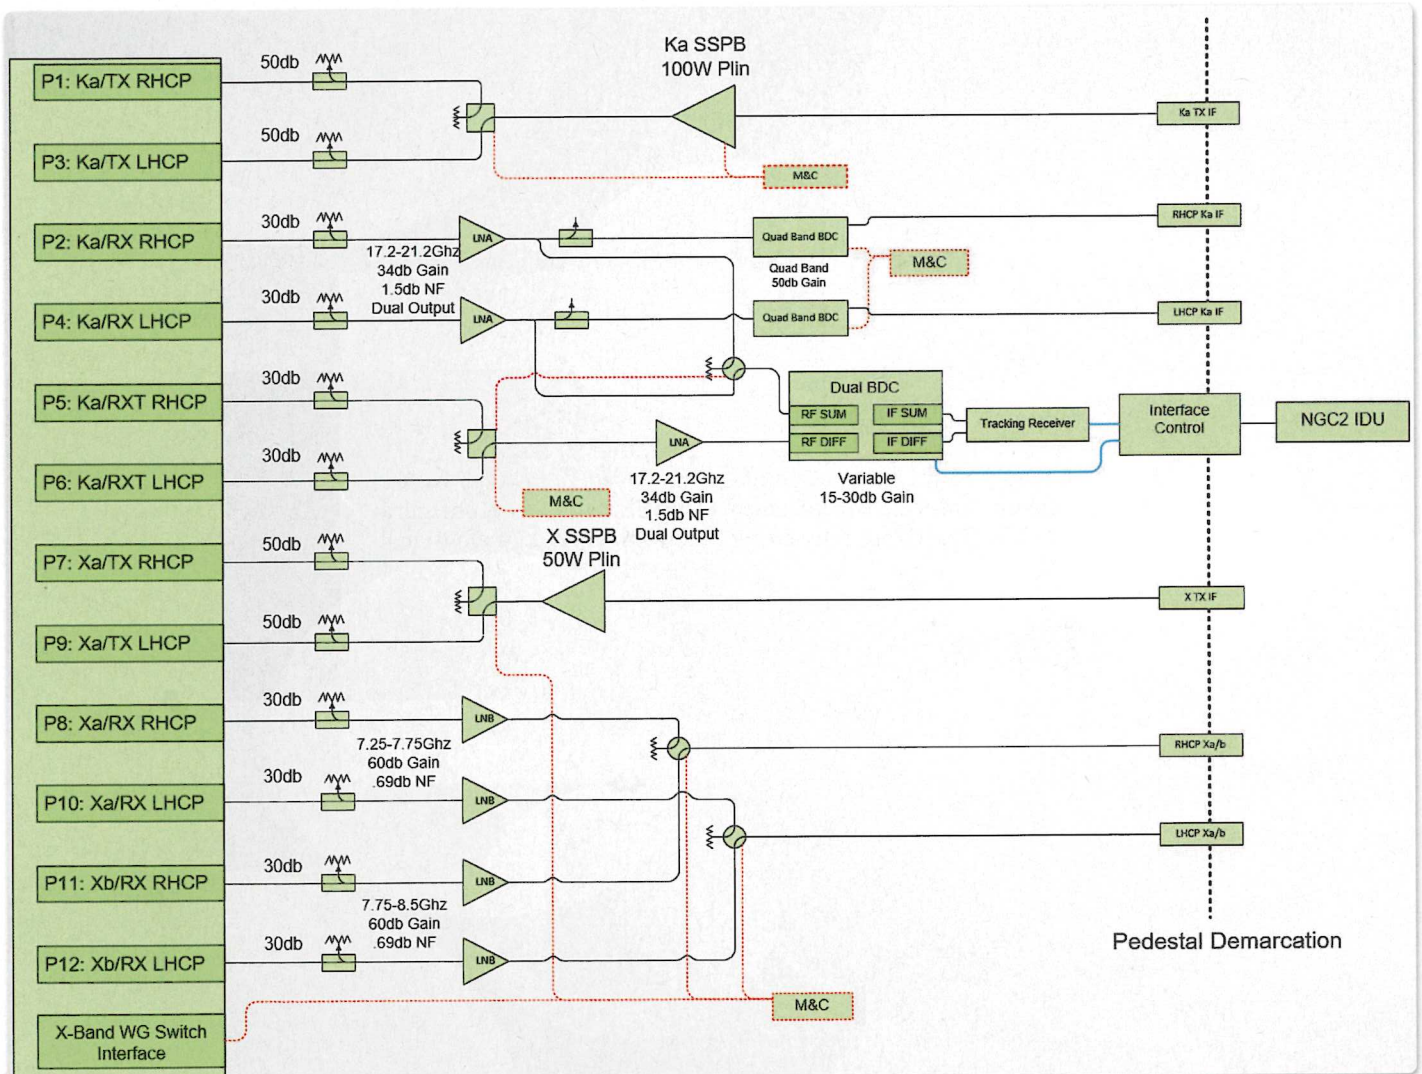 Ka SSPB
100W Plin
50db
P1: Ka/TX RHCP
Ka TX IF
50db
P3: Ka/TX LHCP
M&C
30db
RHCP Ka IF
P2: Ka/RX RHCP
LNA
Quad Band BDC
17.2-21.2Ghz
34db Gain
1.5db NF
Dual Output
Quad Band
50db Gain
M&C
30db
P4: Ka/RX LHCP
LNA
Quad Band BDC
LHCP Ka IF
30db
P5: Ka/RXT RHCP
Dual BDC
RF SUM
IF SUM
RF DIFF
IF DIFF
Tracking Receiver
Interface
Control
NGC2 IDU
LNA
30db
P6: Ka/RXT LHCP
17.2-21.2Ghz
34db Gain
1.5db NF
Dual Output
Variable
15-30db Gain
M&C
X SSPB
50W Plin
50db
P7: Xa/TX RHCP
X TX IF
50db
P9: Xa/TX LHCP
30db
P8: Xa/RX RHCP
LNB
7.25-7.75Ghz
60db Gain
.69db NF
RHCP Xa/b
30db
P10: Xa/RX LHCP
LNB
LHCP Xa/b
30db
P11: Xb/RX RHCP
LNB
7.75-8.5Ghz
60db Gain
.69db NF
30db
P12: Xb/RX LHCP
LNB
Pedestal Demarcation
M&C
X-Band WG Switch
Interface